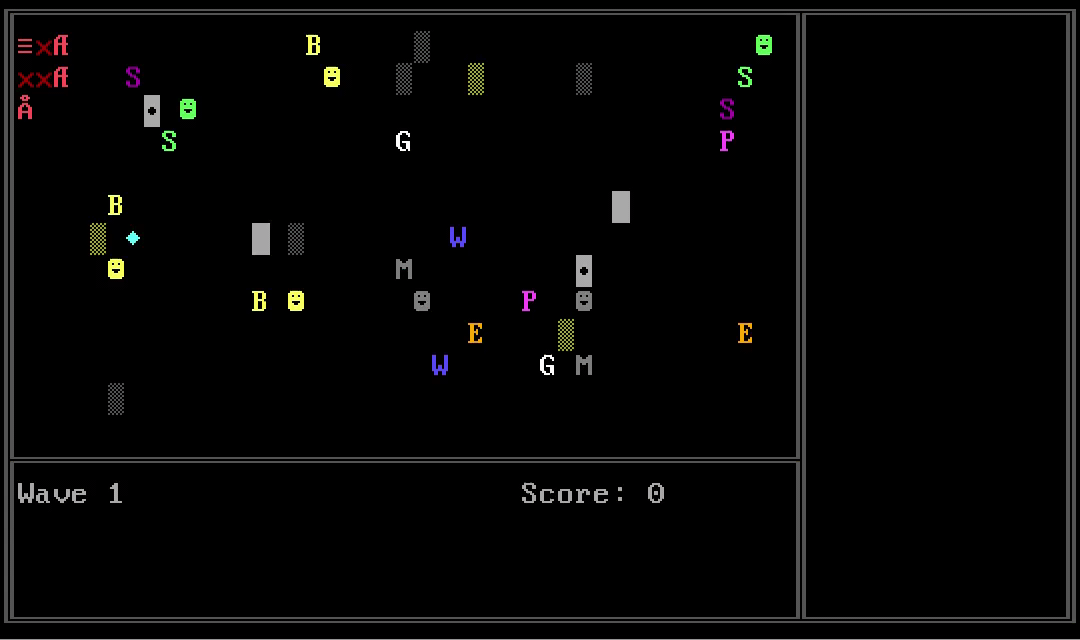 B
S S
Å S
S G P
B
W
M
B P
E E
W G M
Wave 1 Score: 0